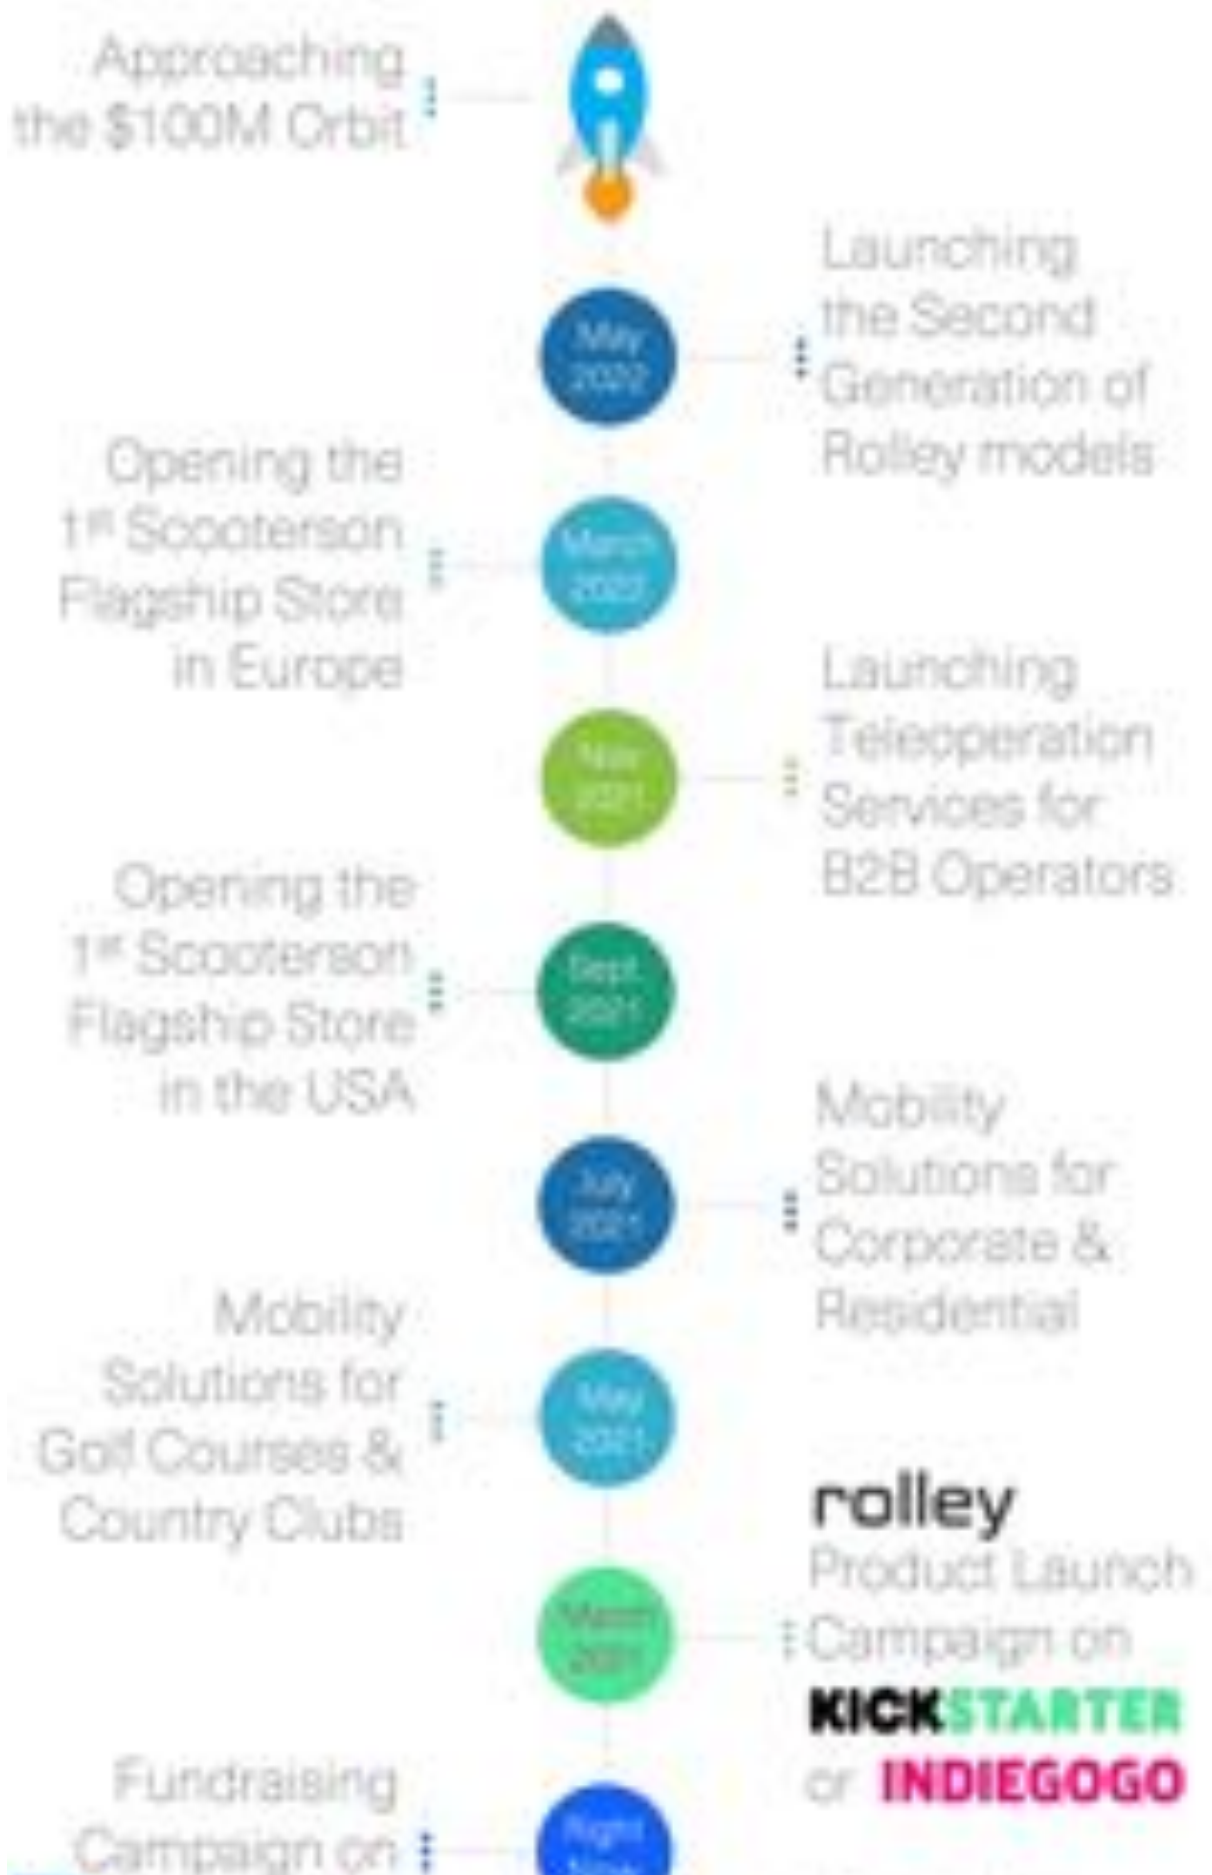 Approaching
the $100M Orbit
May
2022
Launching
the Second
Generation of
Rolley models
Opening the
1st Scooterson
Flagship Store
in Europe
March
2022
Nov
2021
Launching
Teleoperation
Services for
B2B Operators
Opening the
1st Scooterson
Flagship Store
in the USA
Sept.
2021
July
2021
Mobility
Solutions for
Corporate &
Residential
Mobility
Solutions for
Golf Courses &
Country Clubs
May
2021
March
2021
rolley
Product Launch
Campaign on
KICKSTARTER
or INDIEGOGO
Fundraising
Campaign on
Right